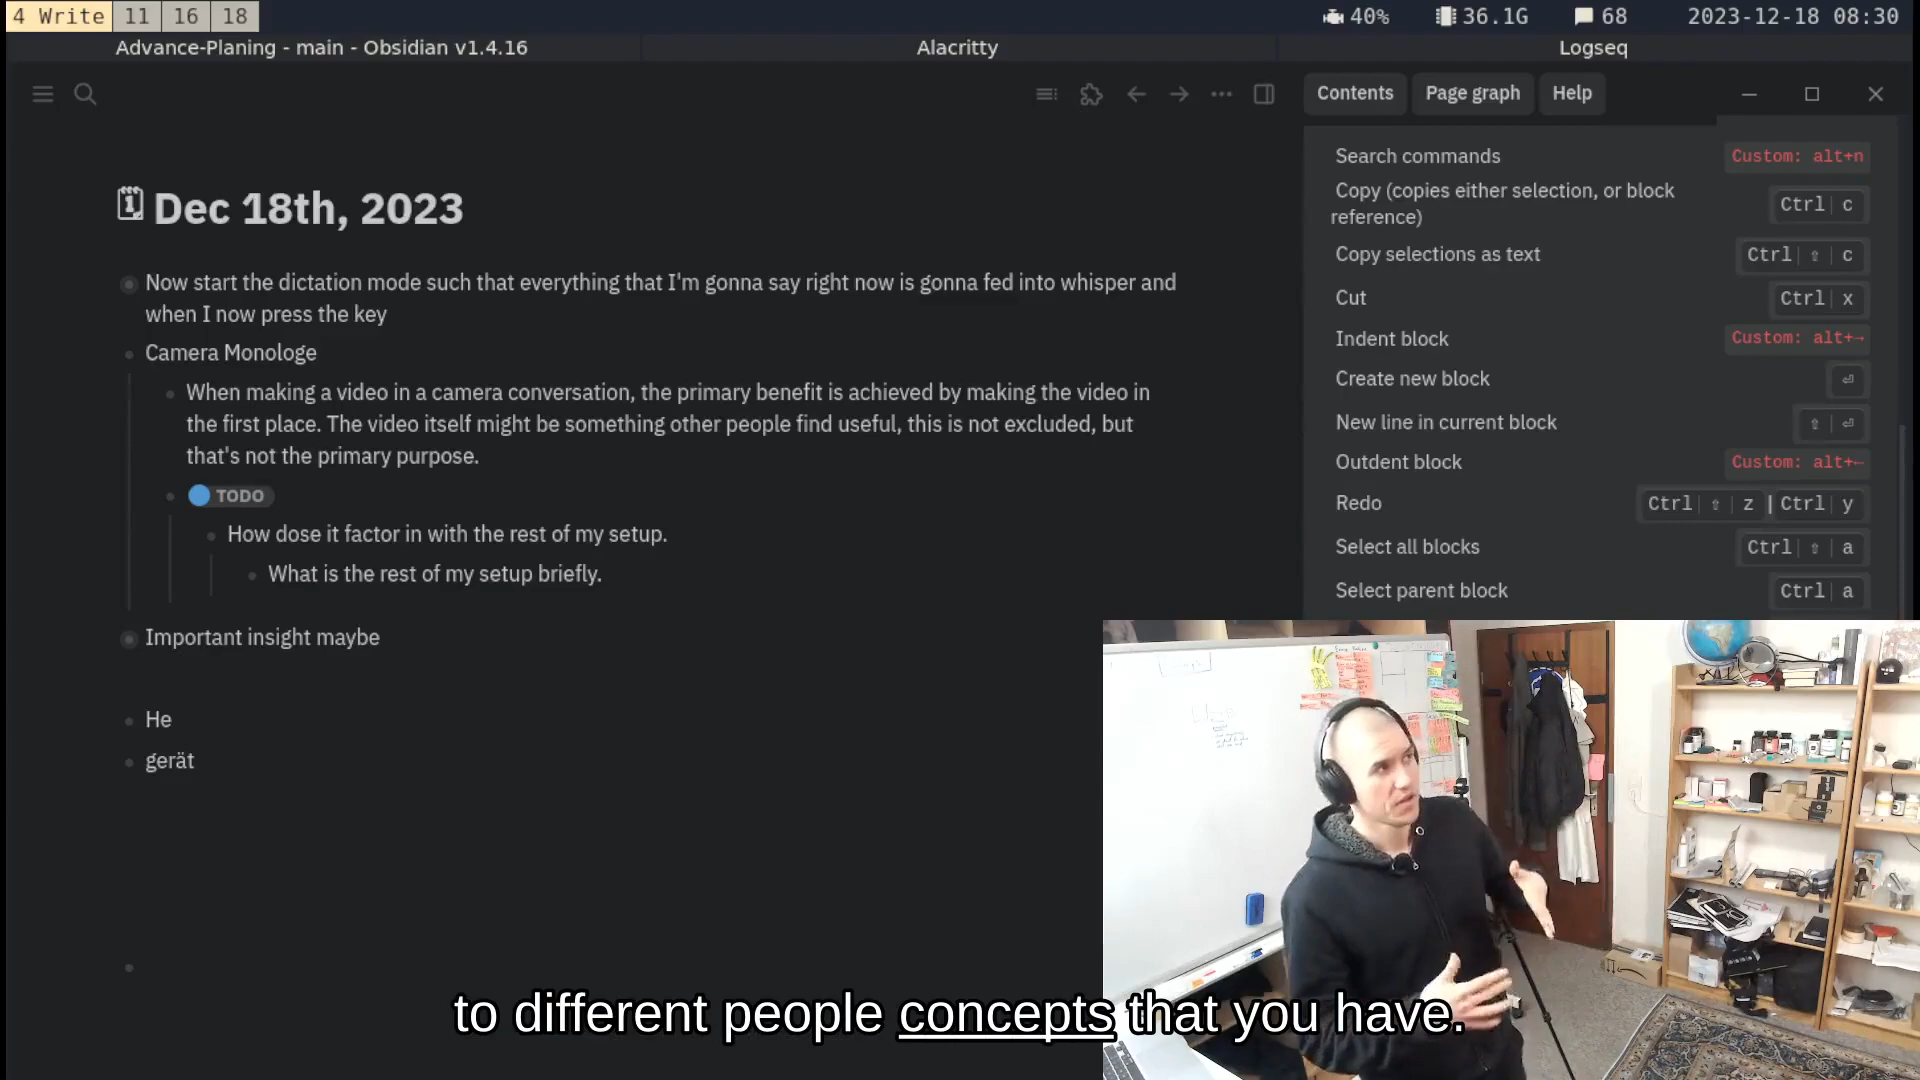 4 Write 11 16 18
40% 36.1G 68 2023-12-18 08:30
Advance-Planing - main - Obsidian v1.4.16 Alacritty Logseq
Contents Page graph Help
Dec 18th, 2023
Now start the dictation mode such that everything that I'm gonna say right now is gonna fed into whisper and
when I now press the key
Camera Monologe
When making a video in a camera conversation, the primary benefit is achieved by making the video in
the first place. The video itself might be something other people find useful, this is not excluded, but
that's not the primary purpose.
TODO
How dose it factor in with the rest of my setup.
What is the rest of my setup briefly.
Important insight maybe
He
gerät
Search commands Custom: alt+n
Copy (copies either selection, or block
reference) Ctrl c
Copy selections as text Ctrl ⇧ c
Cut Ctrl x
Indent block Custom: alt+→
Create new block ⏎
New line in current block ⇧ ⏎
Outdent block Custom: alt+←
Redo Ctrl ⇧ z | Ctrl y
Select all blocks Ctrl ⇧ a
Select parent block Ctrl a
to different people concepts that you have.